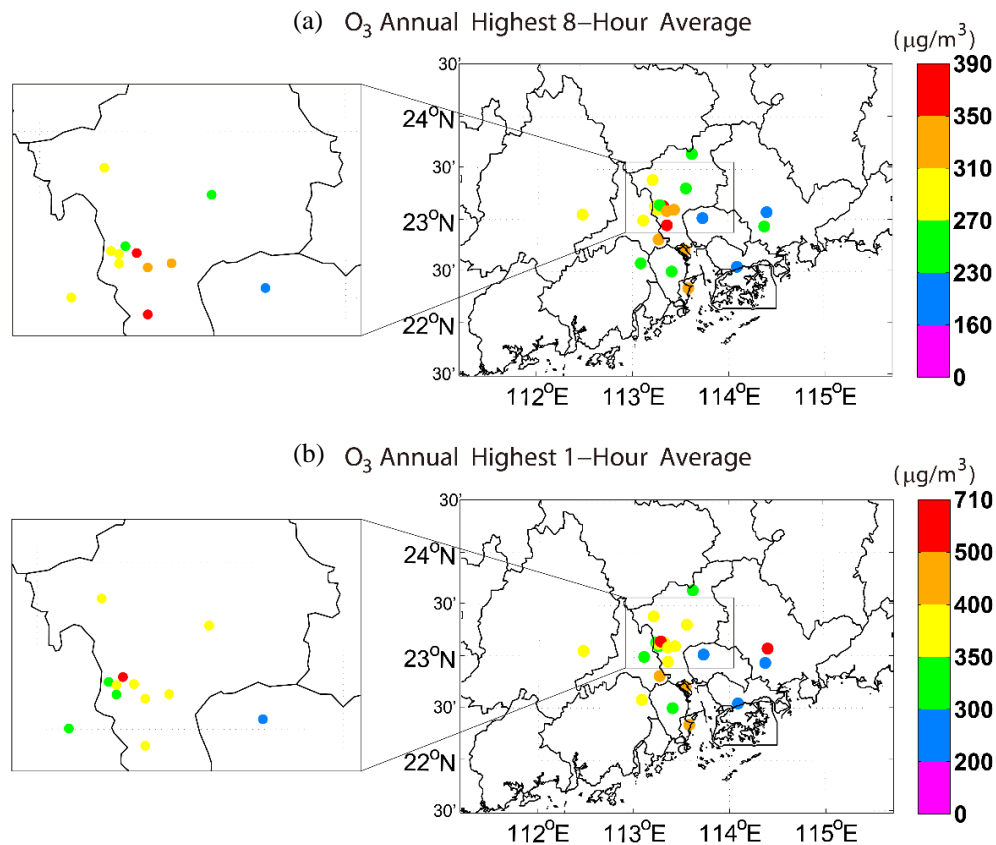 (a) O₃ Annual Highest 8–Hour Average
(μg/m³)
30'
24°N
30'
23°N
30'
22°N
30'
112°E 113°E 114°E 115°E
390
350
310
270
230
160
0
(b) O₃ Annual Highest 1–Hour Average
(μg/m³)
30'
24°N
30'
23°N
30'
22°N
30'
112°E 113°E 114°E 115°E
710
500
400
350
300
200
0